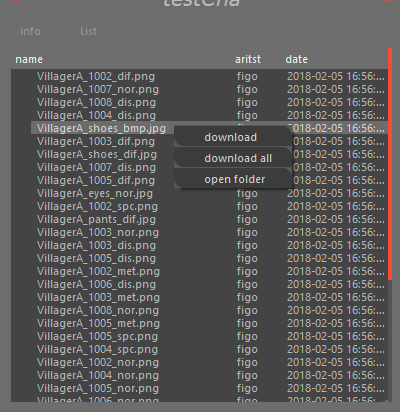 testCha
info List
name aritst date
VillagerA_1002_dif.png figo 2018-02-05 16:56:...
VillagerA_1007_nor.png figo 2018-02-05 16:56:...
VillagerA_1008_dis.png figo 2018-02-05 16:56:...
VillagerA_1004_dis.png figo 2018-02-05 16:56:...
VillagerA_shoes_bmp.jpg 2018-02-05 16:56:...
download
VillagerA_1003_dif.png 2018-02-05 16:56:...
VillagerA_shoes_dif.jpg download all 2018-02-05 16:56:...
VillagerA_1007_dis.png 2018-02-05 16:56:...
VillagerA_1005_dif.png open folder 2018-02-05 16:56:...
VillagerA_eyes_nor.jpg figo 2018-02-05 16:56:...
VillagerA_1002_spc.png figo 2018-02-05 16:56:...
VillagerA_pants_dif.jpg figo 2018-02-05 16:56:...
VillagerA_1003_nor.png figo 2018-02-05 16:56:...
VillagerA_1003_dis.png figo 2018-02-05 16:56:...
VillagerA_1002_dis.png figo 2018-02-05 16:56:...
VillagerA_1002_met.png figo 2018-02-05 16:56:...
VillagerA_1006_dis.png figo 2018-02-05 16:56:...
VillagerA_1003_met.png figo 2018-02-05 16:56:...
VillagerA_1008_nor.png figo 2018-02-05 16:56:...
VillagerA_1005_met.png figo 2018-02-05 16:56:...
VillagerA_1005_spc.png figo 2018-02-05 16:56:...
VillagerA_1004_spc.png figo 2018-02-05 16:56:...
VillagerA_1002_nor.png figo 2018-02-05 16:56:...
VillagerA_1004_nor.png figo 2018-02-05 16:56:...
VillagerA_1005_nor.png figo 2018-02-05 16:56:...
VillagerA_1006_nor.png figo 2018-02-05 16:56:...